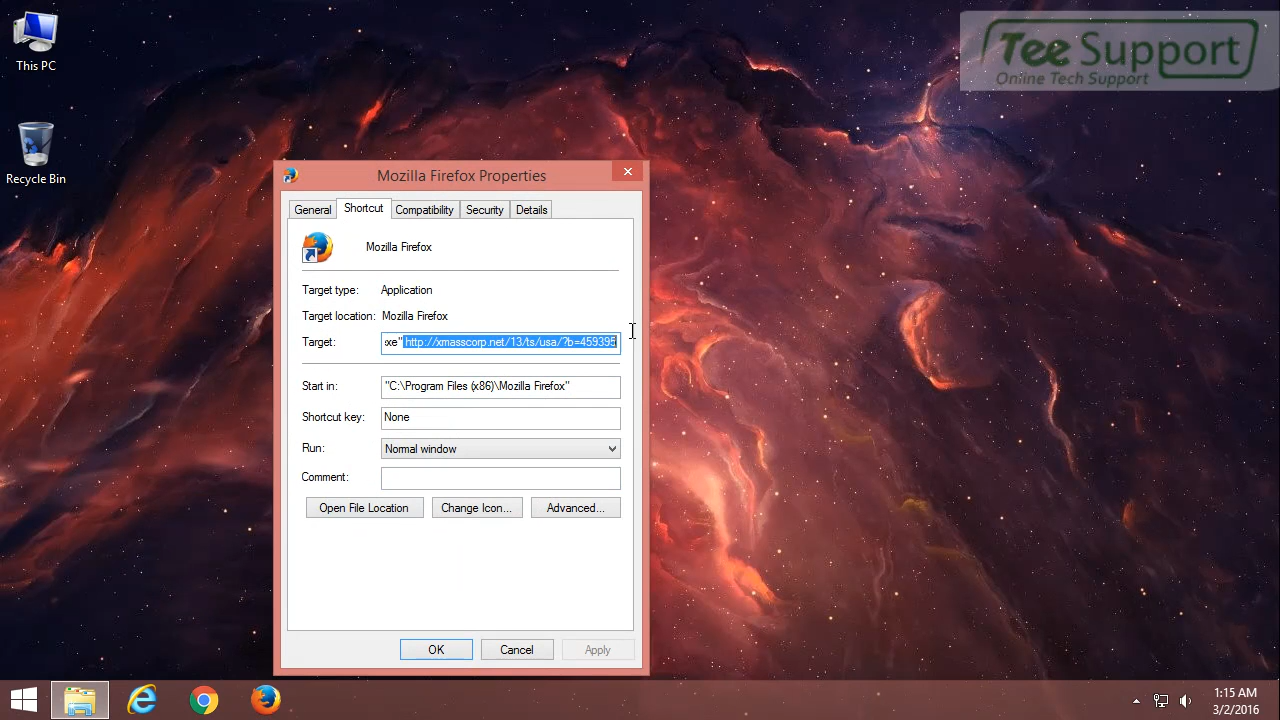 This PC
Recycle Bin
Tee Support
Online Tech Support
Mozilla Firefox Properties
General Shortcut Compatibility Security Details
Mozilla Firefox
Target type: Application
Target location: Mozilla Firefox
Target: xe" http://xmasscorp.net/13/ts/usa/?b=459395
Start in: "C:\Program Files (x86)\Mozilla Firefox"
Shortcut key: None
Run: Normal window
Comment:
Open File Location Change Icon... Advanced...
OK Cancel Apply
1:15 AM
3/2/2016